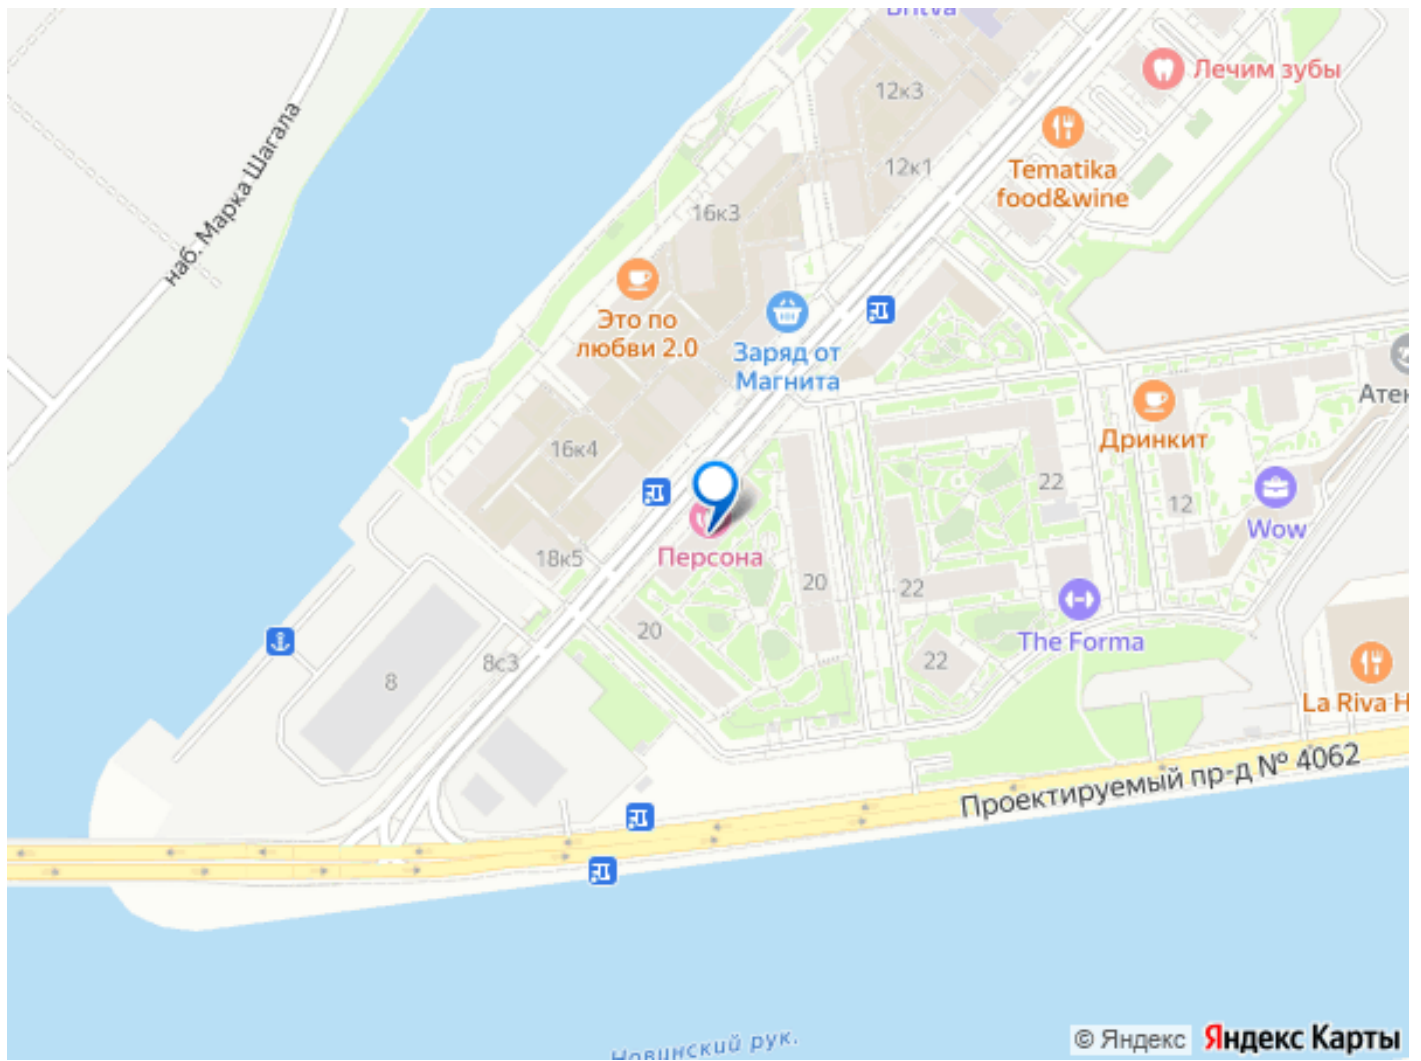 Britva
Лечим зубы
12к3
наб. Марка Шагала
Tematika
food&wine
12к1
16к3
Это по
любви 2.0
Заряд от
Магнита
Дринкит
16к4
22
12
Wow
Персона
18к5
20
22
The Forma
20
22
8с3
8
La Riva H
Проектируемый пр-д № 4062
Новинский рук.
© Яндекс Яндекс Карты